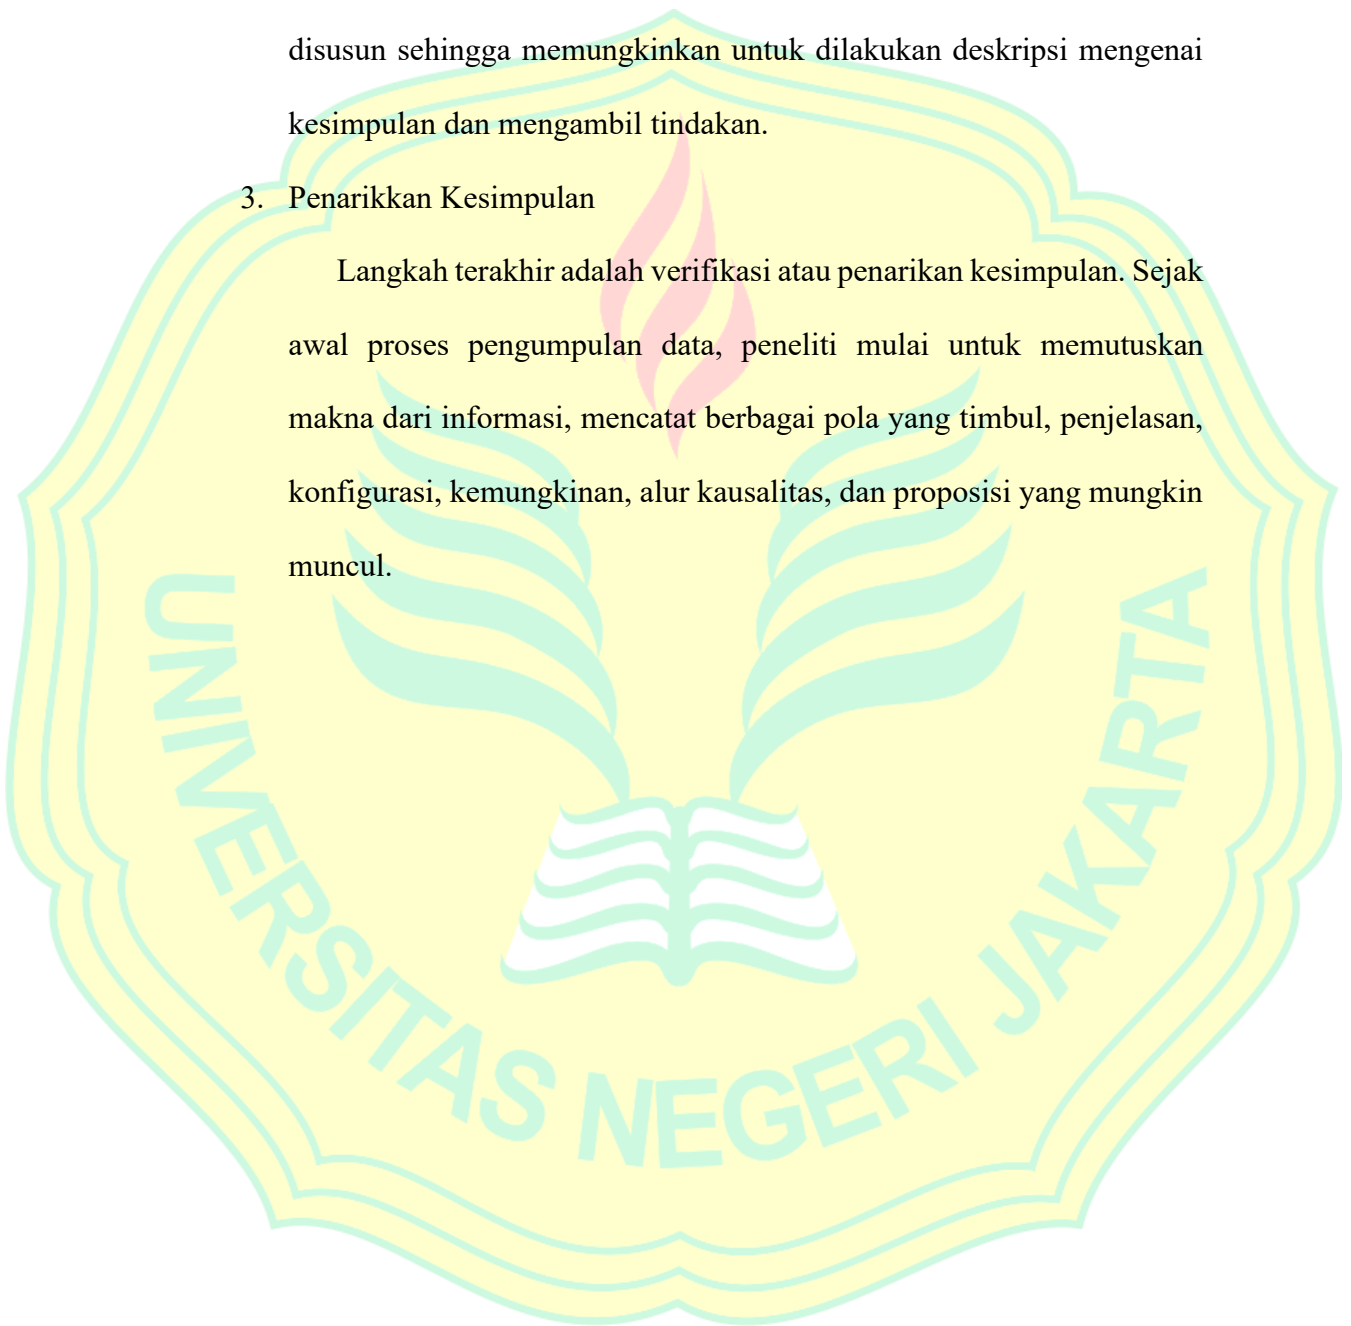 disusun sehingga memungkinkan untuk dilakukan deskripsi mengenai
kesimpulan dan mengambil tindakan.
3. Penarikkan Kesimpulan
Langkah terakhir adalah verifikasi atau penarikan kesimpulan. Sejak
awal proses pengumpulan data, peneliti mulai untuk memutuskan
makna dari informasi, mencatat berbagai pola yang timbul, penjelasan,
konfigurasi, kemungkinan, alur kausalitas, dan proposisi yang mungkin
muncul.
UNIVERSITAS NEGERI JAKARTA